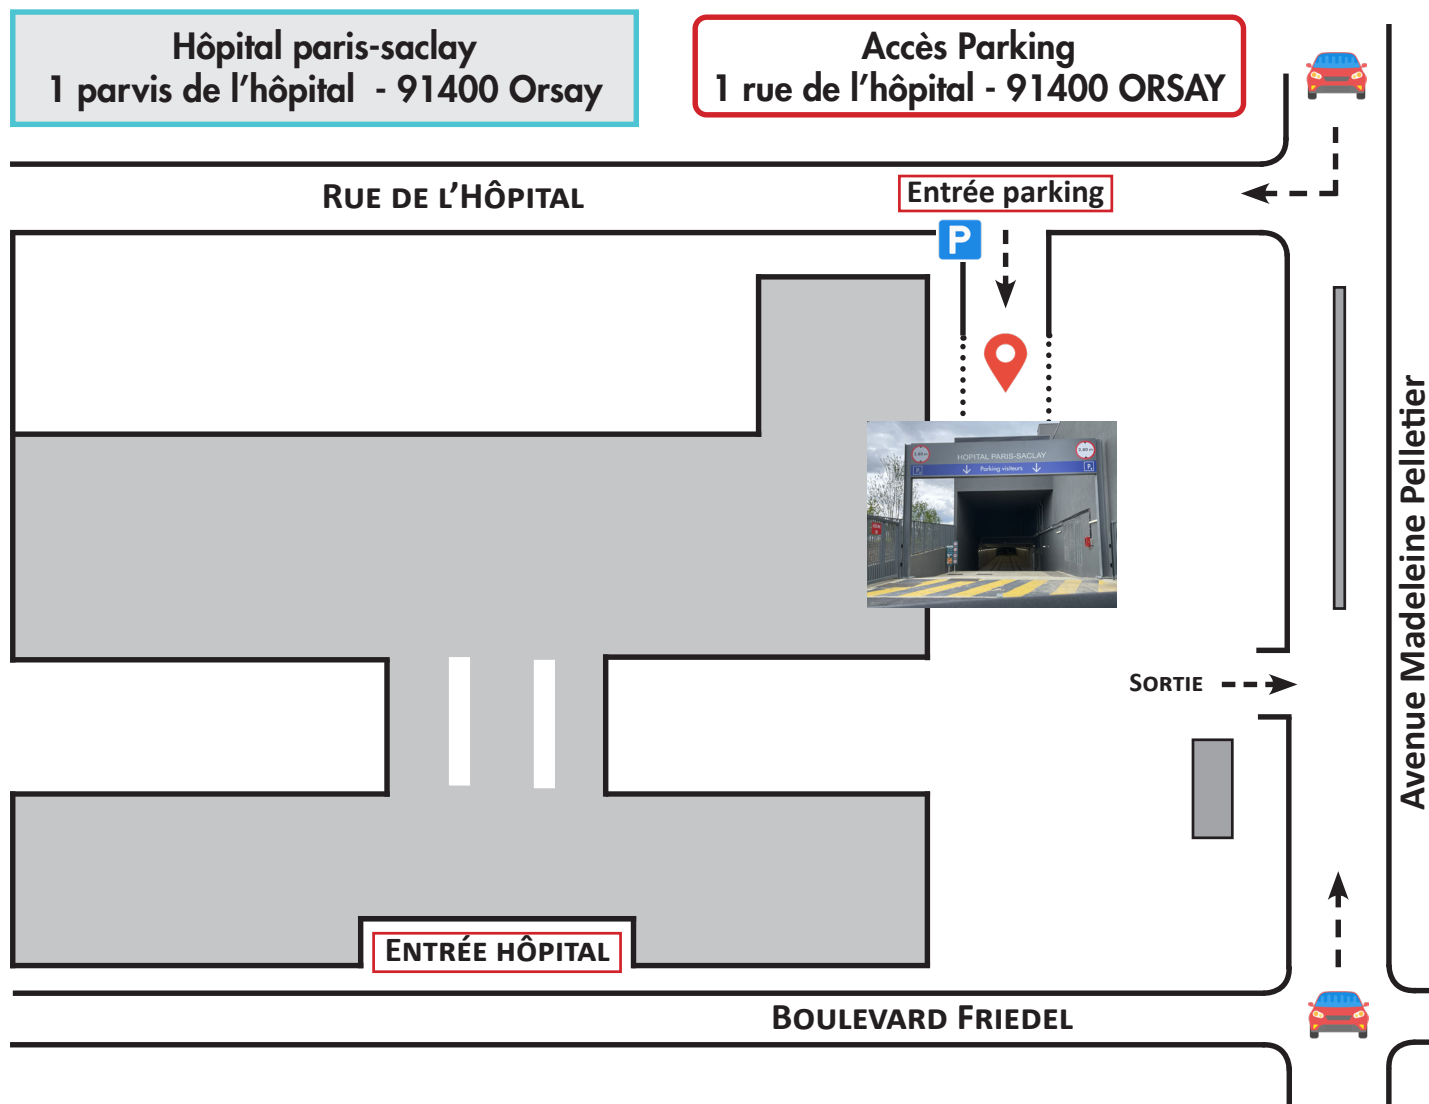 Hôpital paris-saclay
1 parvis de l'hôpital - 91400 Orsay
Accès Parking
1 rue de l'hôpital - 91400 ORSAY
RUE DE L'HÔPITAL
Entrée parking
P
HOPITAL PARIS-SACLAY
Parking visiteurs
Avenue Madeleine Pelletier
SORTIE
ENTRÉE HÔPITAL
BOULEVARD FRIEDEL